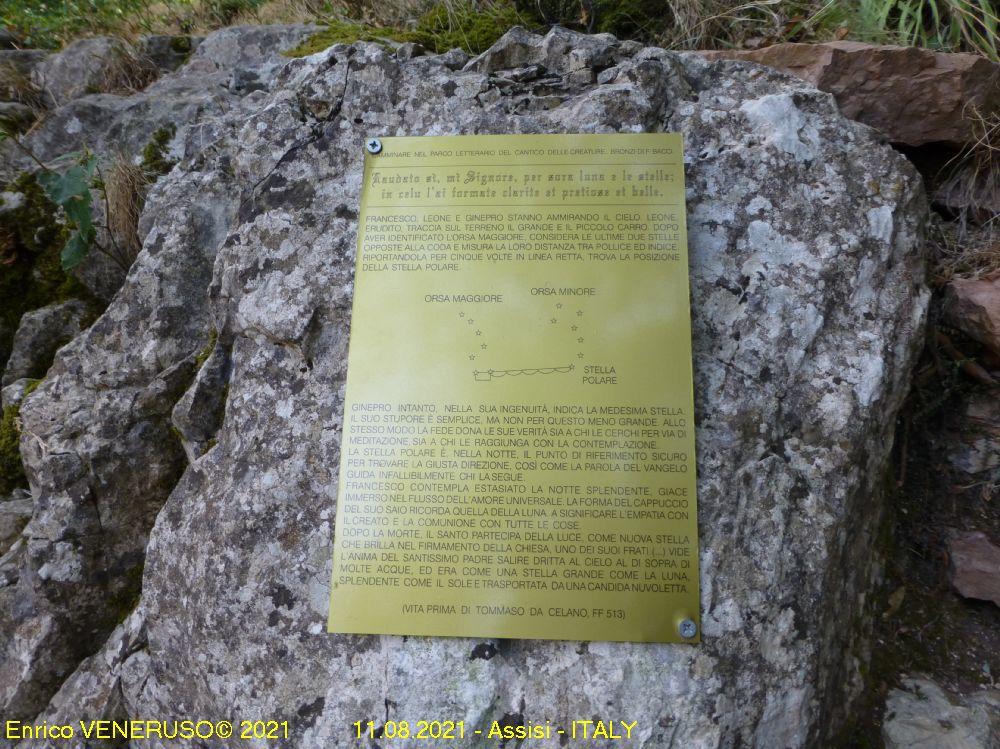 AMMINARE NEL PARCO LETTERARIO DEL CANTICO DELLE CREATURE. BRONZI DI F. BACCI.
Laudato si, mi Signore, per sora luna e le stelle;
in celu l'ai formate clarite et pretiose et belle.
FRANCESCO, LEONE E GINEPRO STANNO AMMIRANDO IL CIELO. LEONE,
ERUDITO, TRACCIA SUL TERRENO IL GRANDE E IL PICCOLO CARRO. DOPO
AVER IDENTIFICATO L'ORSA MAGGIORE, CONSIDERA LE ULTIME DUE STELLE
OPPOSTE ALLA CODA E MISURA LA LORO DISTANZA TRA POLLICE ED INDICE.
RIPORTANDOLA PER CINQUE VOLTE IN LINEA RETTA, TROVA LA POSIZIONE
DELLA STELLA POLARE.
ORSA MAGGIORE
ORSA MINORE
STELLA
POLARE
GINEPRO INTANTO, NELLA SUA INGENUITÀ, INDICA LA MEDESIMA STELLA.
IL SUO STUPORE È SEMPLICE, MA NON PER QUESTO MENO GRANDE. ALLO
STESSO MODO LA FEDE DONA LE SUE VERITÀ SIA A CHI LE CERCHI PER VIA DI
MEDITAZIONE, SIA A CHI LE RAGGIUNGA CON LA CONTEMPLAZIONE.
LA STELLA POLARE È, NELLA NOTTE, IL PUNTO DI RIFERIMENTO SICURO
PER TROVARE LA GIUSTA DIREZIONE, COSÌ COME LA PAROLA DEL VANGELO
GUIDA INFALLIBILMENTE CHI LA SEGUE.
FRANCESCO CONTEMPLA ESTASIATO LA NOTTE SPLENDENTE, GIACE
IMMERSO NEL FLUSSO DELL'AMORE UNIVERSALE. LA FORMA DEL CAPPUCCIO
DEL SUO SAIO RICORDA QUELLA DELLA LUNA, A SIGNIFICARE L'EMPATIA CON
IL CREATO E LA COMUNIONE CON TUTTE LE COSE.
DOPO LA MORTE, IL SANTO PARTECIPA DELLA LUCE, COME NUOVA STELLA
CHE BRILLA NEL FIRMAMENTO DELLA CHIESA, UNO DEI SUOI FRATI (...) VIDE
L'ANIMA DEL SANTISSIMO PADRE SALIRE DRITTA AL CIELO AL DI SOPRA DI
MOLTE ACQUE, ED ERA COME UNA STELLA GRANDE COME LA LUNA,
SPLENDENTE COME IL SOLE E TRASPORTATA DA UNA CANDIDA NUVOLETTA.
(VITA PRIMA DI TOMMASO DA CELANO, FF 513)
Enrico VENERUSO© 2021 11.08.2021 - Assisi - ITALY